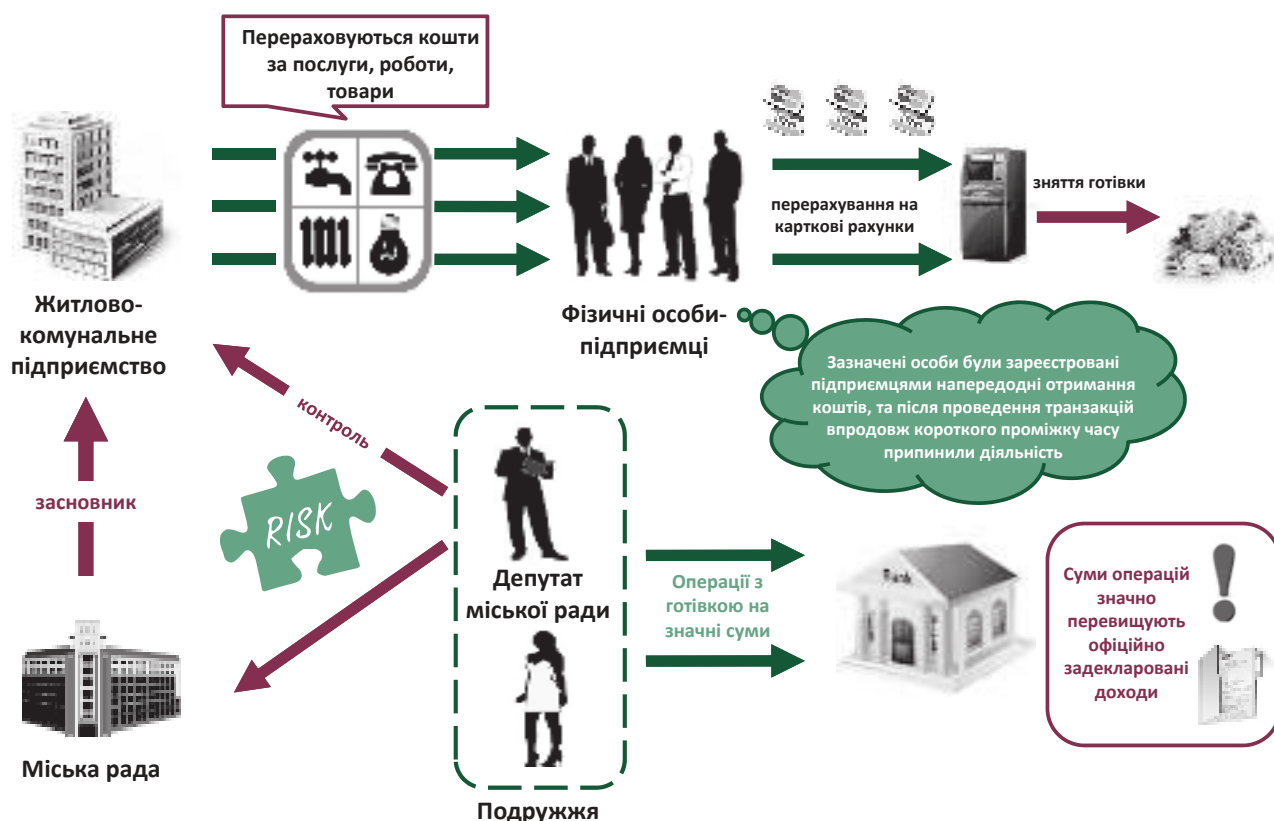 Перераховуються кошти
за послуги, роботи,
товари
зняття готівки
перерахування на
карткові рахунки
Житлово-
комунальне
підприємство
Фізичні особи-
підприємці
Зазначені особи були зареєстровані
підприємцями напередодні отримання
коштів, та після проведення транзакцій
впродовж короткого проміжку часу
припинили діяльність
контроль
засновник
RISK
Депутат
міської ради
Операції з
готівкою на
значні суми
Bank
Суми операцій
значно
перевищують
офіційно
задекларовані
доходи
Міська рада
Подружжя